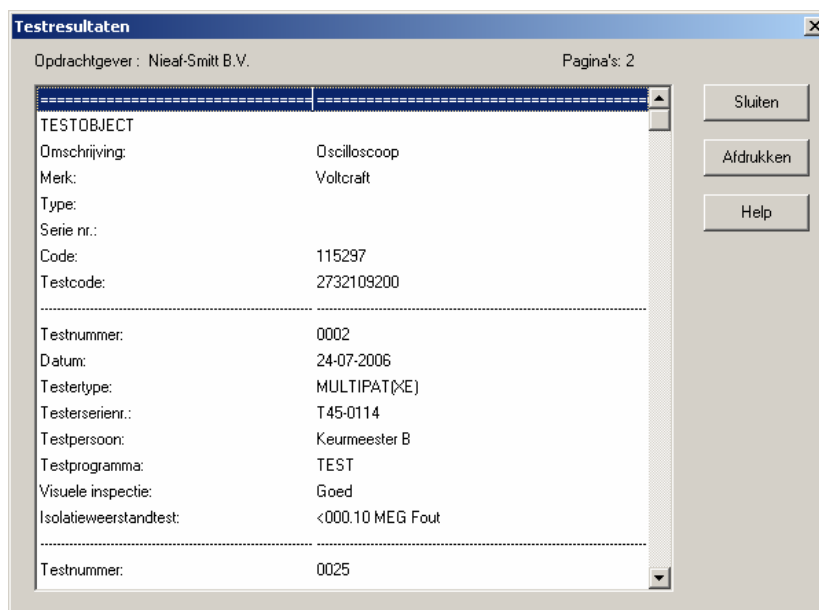 Testresultaten
Opdrachtgever : Nieaf-Smitt B.V. Pagina's: 2
Sluiten
Afdrukken
Help
TESTOBJECT
Omschrijving: Oscilloscoop
Merk: Voltcraft
Type:
Serie nr.:
Code: 115297
Testcode: 2732109200
Testnummer: 0002
Datum: 24-07-2006
Testertype: MULTIPAT(XE)
Testerserienr.: T45-0114
Testpersoon: Keurmeester B
Testprogramma: TEST
Visuele inspectie: Goed
Isolatieweerstandtest: <000.10 MEG Fout
Testnummer: 0025